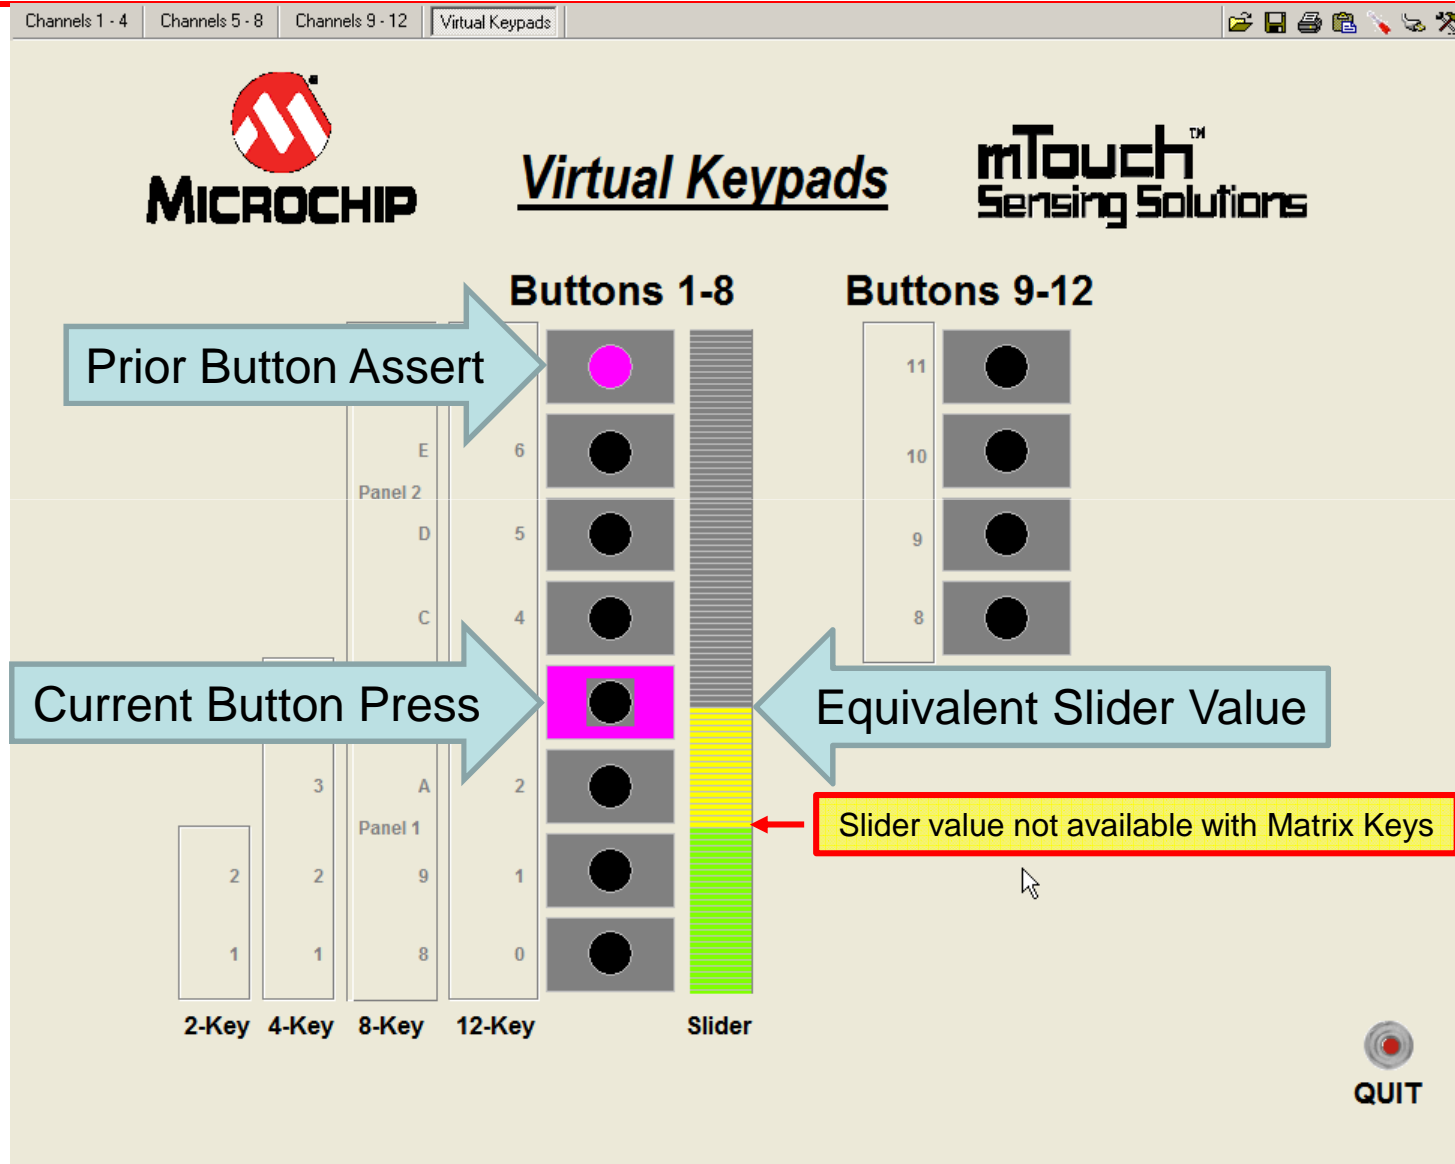 Channels 1 - 4 Channels 5 - 8 Channels 9 - 12 Virtual Keypads
MICROCHIP
Virtual Keypads
mTouch™
Sensing Solutions
Buttons 1-8 Buttons 9-12
Prior Button Assert
11
E 6 10
Panel 2
D 5 9
C 4 8
Current Button Press
Equivalent Slider Value
3 A 2
Slider value not available with Matrix Keys
Panel 1
2 2 9 1
1 1 8 0
2-Key 4-Key 8-Key 12-Key Slider
QUIT